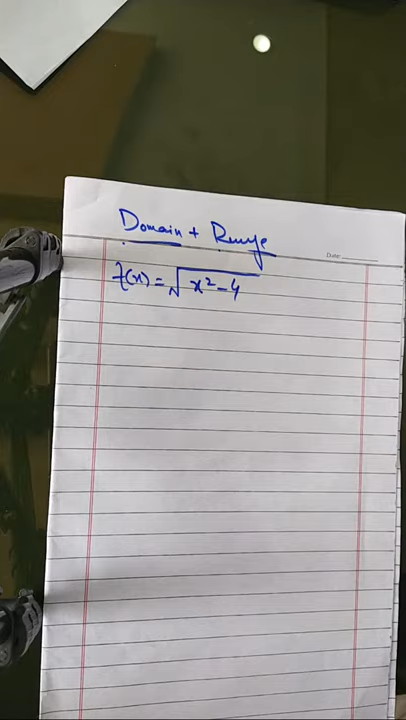 Domain + Range
Date:
f(x) = √x² - 4